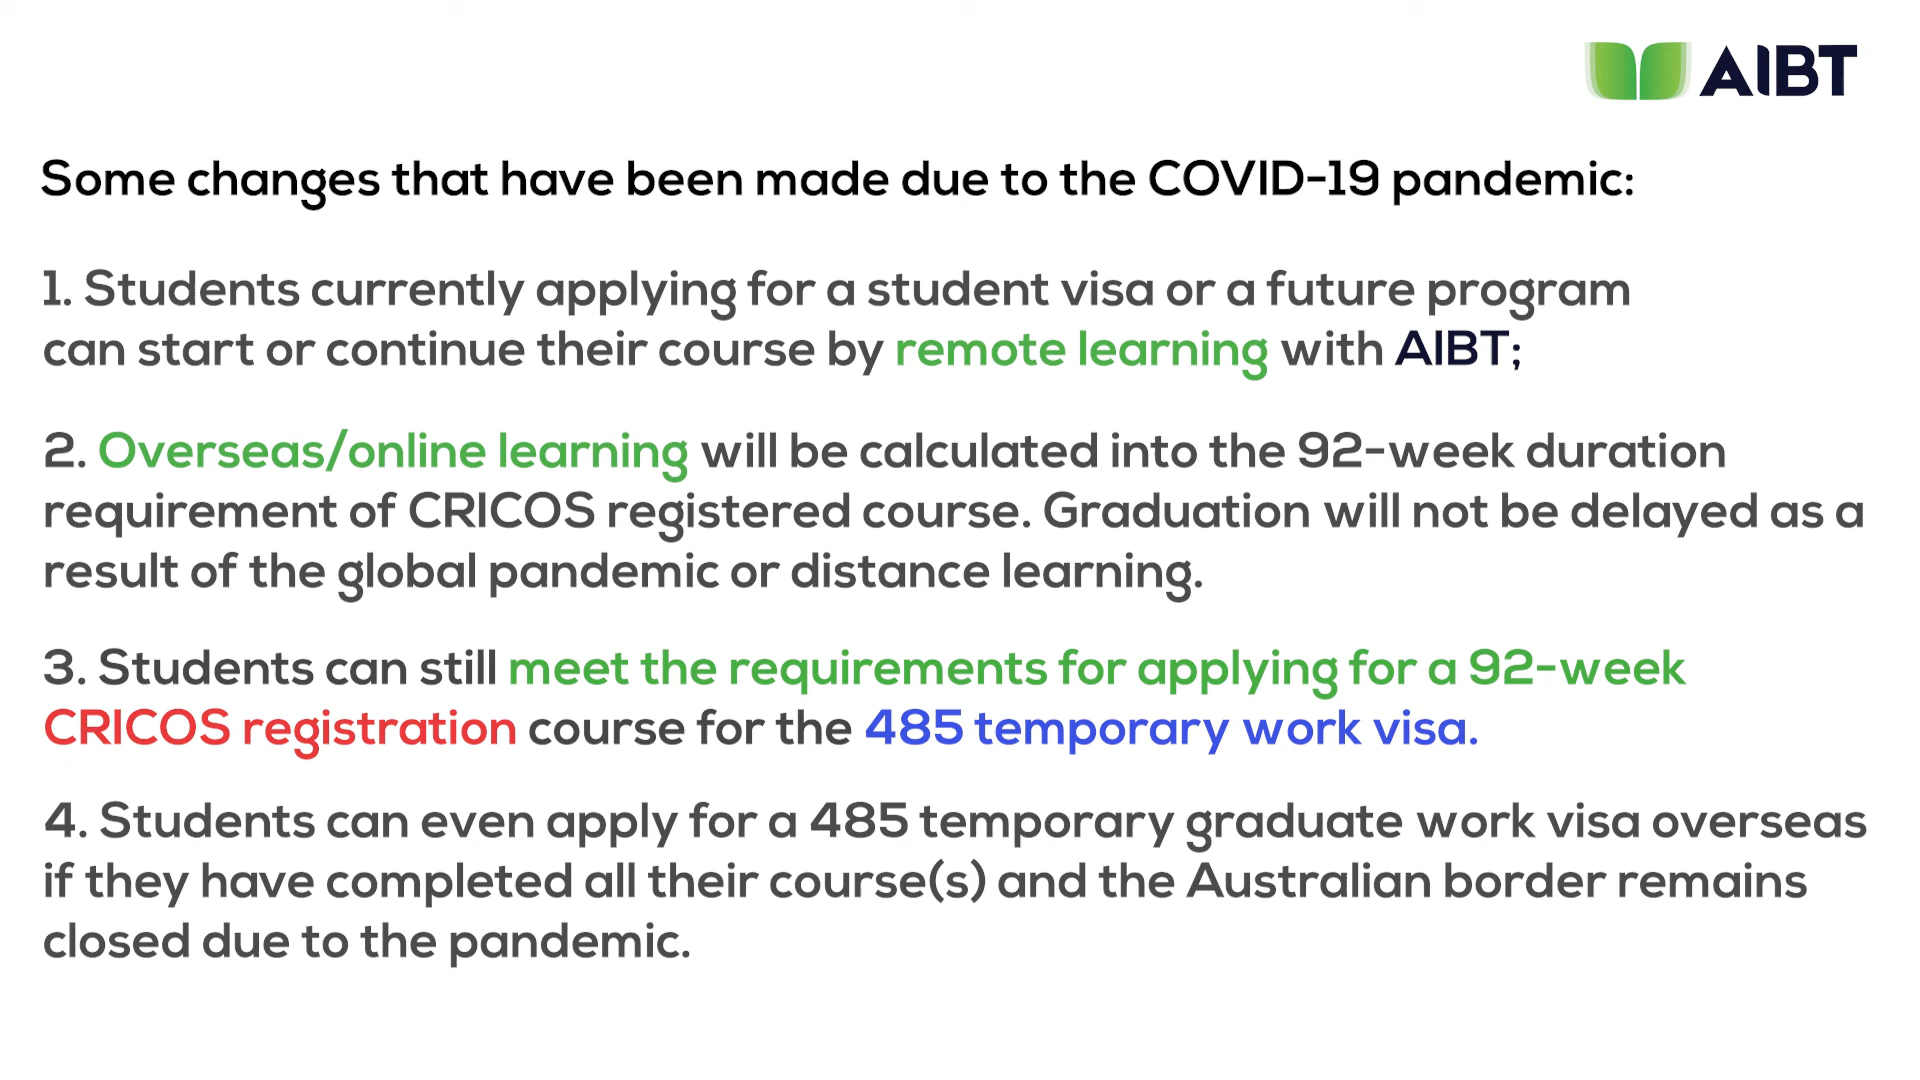 AIBT
Some changes that have been made due to the COVID-19 pandemic:
1. Students currently applying for a student visa or a future program
can start or continue their course by remote learning with AIBT;
2. Overseas/online learning will be calculated into the 92-week duration
requirement of CRICOS registered course. Graduation will not be delayed as a
result of the global pandemic or distance learning.
3. Students can still meet the requirements for applying for a 92-week
CRICOS registration course for the 485 temporary work visa.
4. Students can even apply for a 485 temporary graduate work visa overseas
if they have completed all their course(s) and the Australian border remains
closed due to the pandemic.